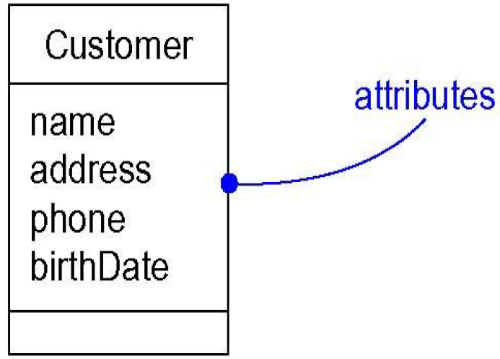 Customer
attributes
name
address
phone
birthDate